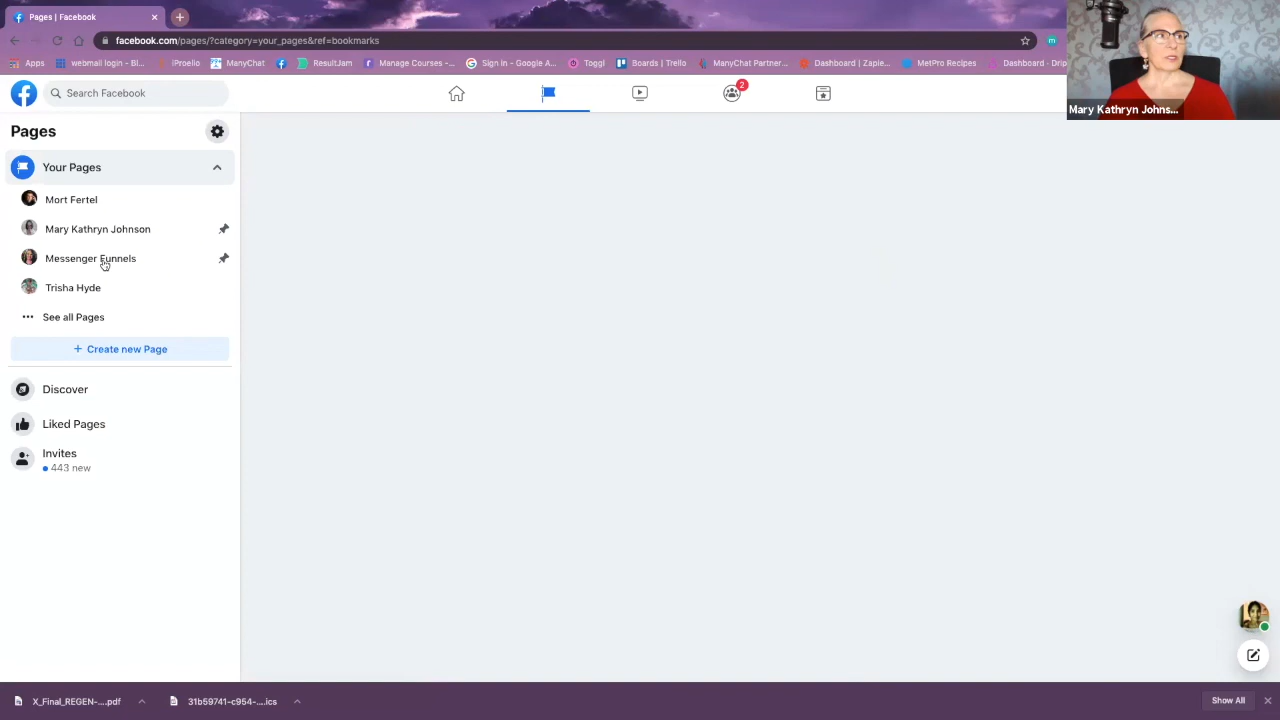 Pages | Facebook
facebook.com/pages/?category=your_pages&ref=bookmarks
m
Apps
webmail login - Bl...
iProelio
ManyChat
ResultJam
Manage Courses -...
Sign in - Google A...
Toggl
Boards | Trello
ManyChat Partner...
Dashboard | Zapie...
MetPro Recipes
Dashboard · Drip
Mary Kathryn Johns...
Search Facebook
2
Pages
Your Pages
Mort Fertel
Mary Kathryn Johnson
Messenger Funnels
Trisha Hyde
See all Pages
+ Create new Page
Discover
Liked Pages
Invites
443 new
X_Final_REGEN-....pdf
31b59741-c954-....ics
Show All